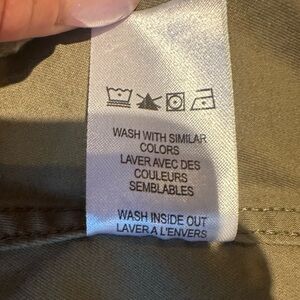 WASH WITH SIMILAR
COLORS
LAVER AVEC DES
COULEURS
SEMBLABLES
WASH INSIDE OUT
LAVER A L'ENVERS